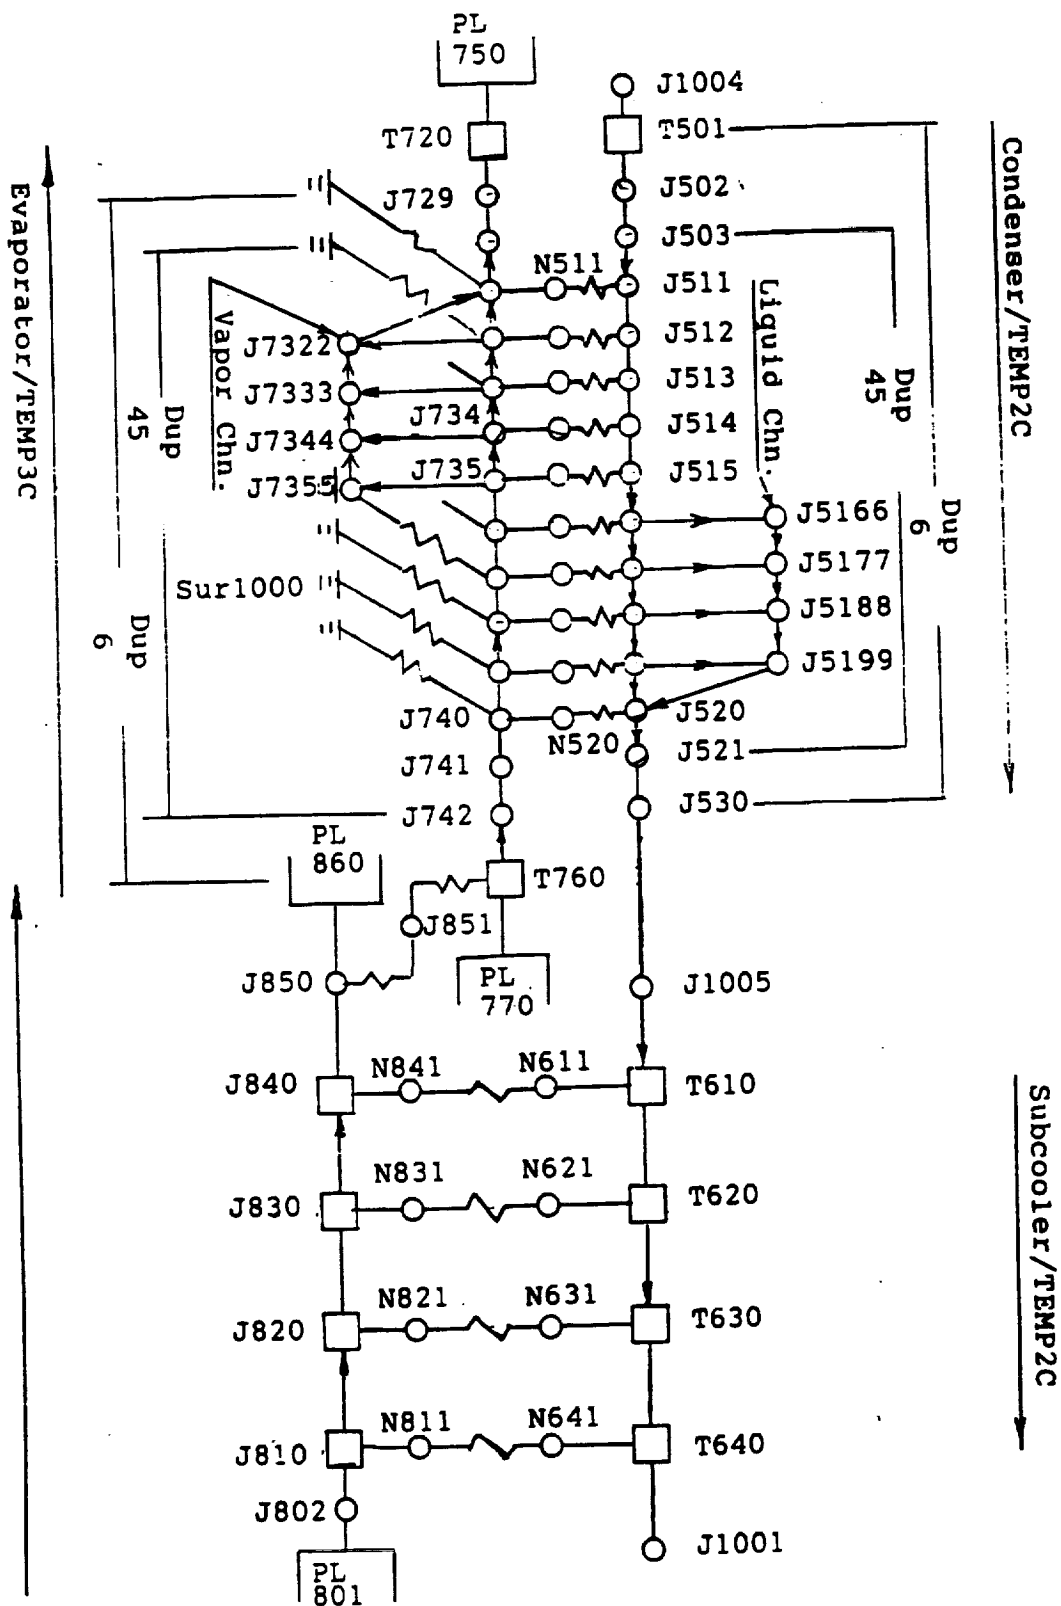 PL
750
J1004
T720
T501
J729
J502
J503
N511
J511
J7322
J512
J7333
J513
J734
J7344
J514
J735
J7355
J515
J5166
J5177
Sur1000
J5188
J5199
J740
J520
N520
J521
J741
J530
J742
PL
860
T760
J851
J850
PL
770
J1005
N841
N611
J840
T610
N831
N621
J830
T620
N821
N631
J820
T630
N811
N641
J810
T640
J802
J1001
PL
801
Evaporator/TEMP3C
Dup
6
Dup
45
Vapor Chn.
Liquid Chn.
Dup
45
Dup
6
Condenser/TEMP2C
Subcooler/TEMP2C